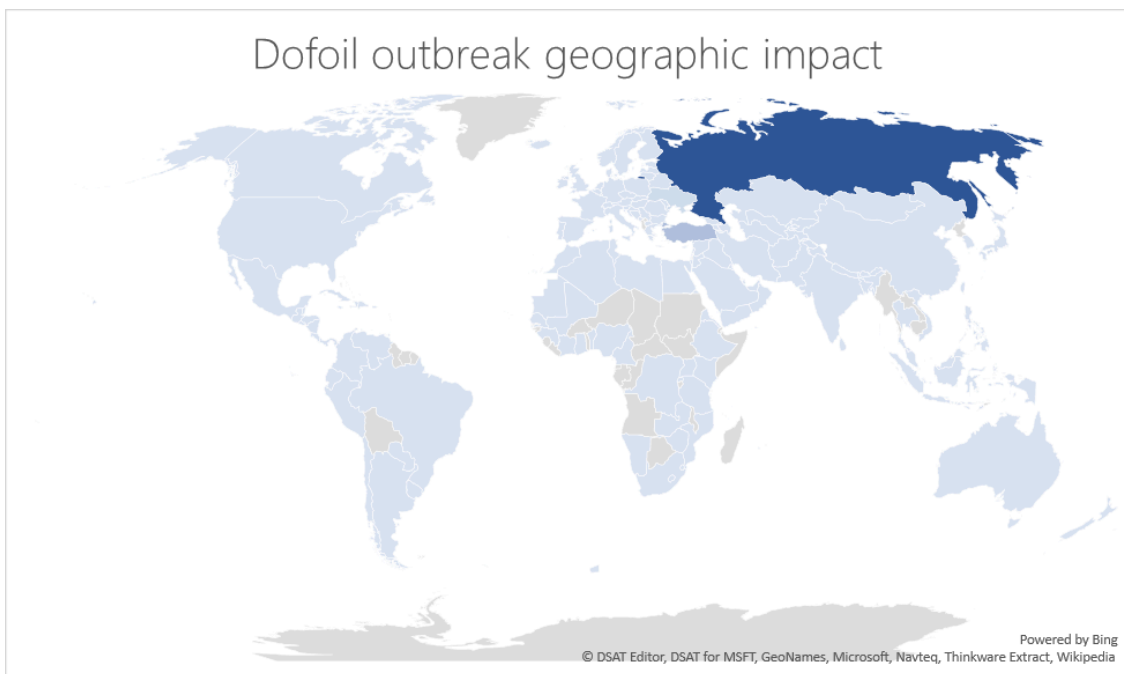 Dofoil outbreak geographic impact
Powered by Bing
© DSAT Editor, DSAT for MSFT, GeoNames, Microsoft, Navteq, Thinkware Extract, Wikipedia